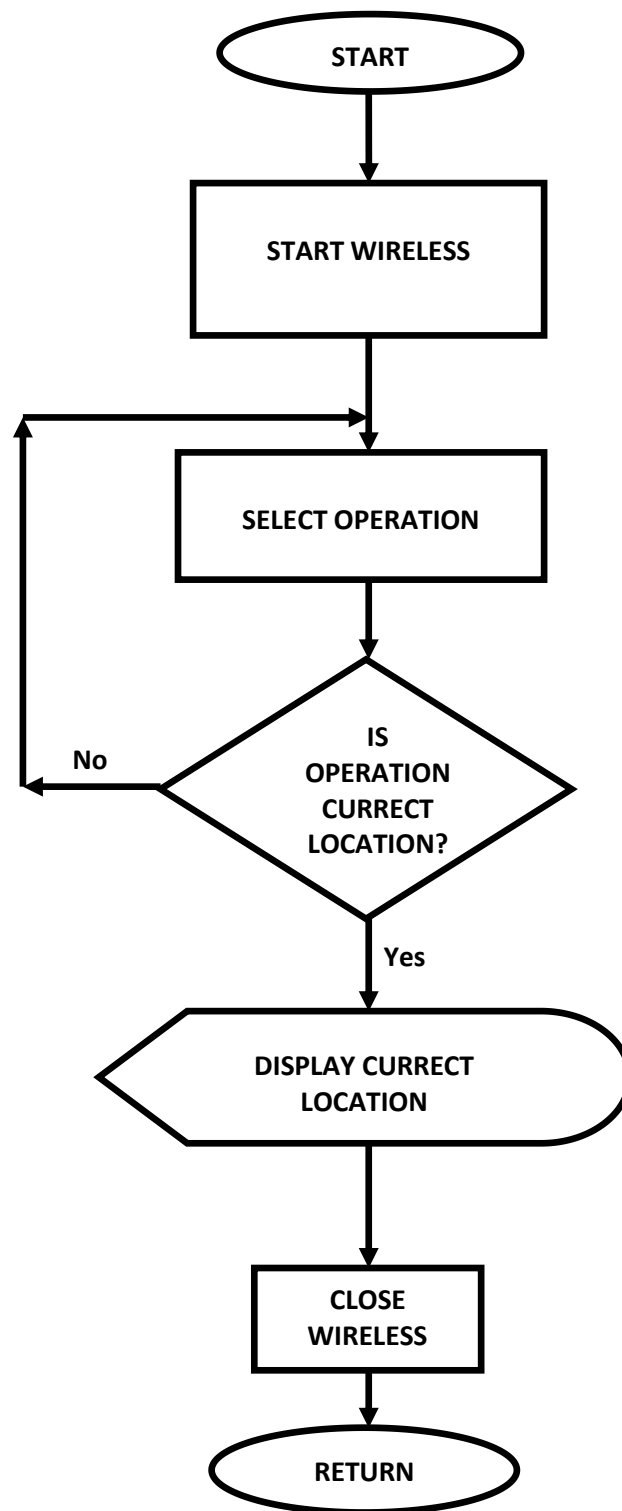 START
START WIRELESS
SELECT OPERATION
IS
OPERATION
CURRECT
LOCATION?
No
Yes
DISPLAY CURRECT
LOCATION
CLOSE
WIRELESS
RETURN